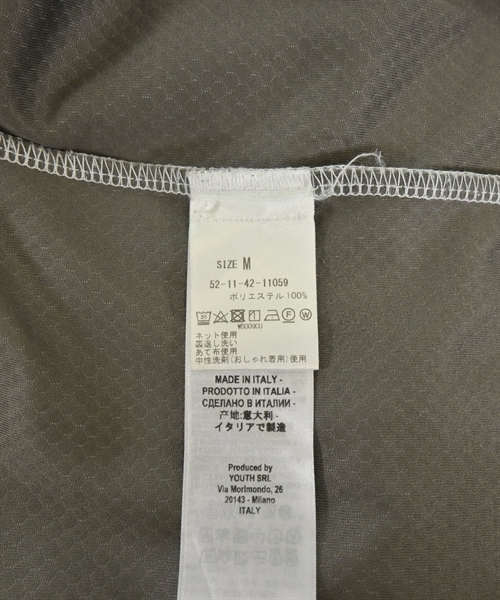 SIZE M
52-11-42-11059
ポリエステル100%
WSO09CU
ネット使用
裏返し洗い
あて布使用
中性洗剤(おしゃれ着用)使用
MADE IN ITALY -
PRODOTTO IN ITALIA -
СДЕЛАНО В ИТАЛИИ -
产地:意大利 -
イタリアで製造
Produced by
YOUTH SRL
Via Morimondo, 26
20143 - Milano
ITALY